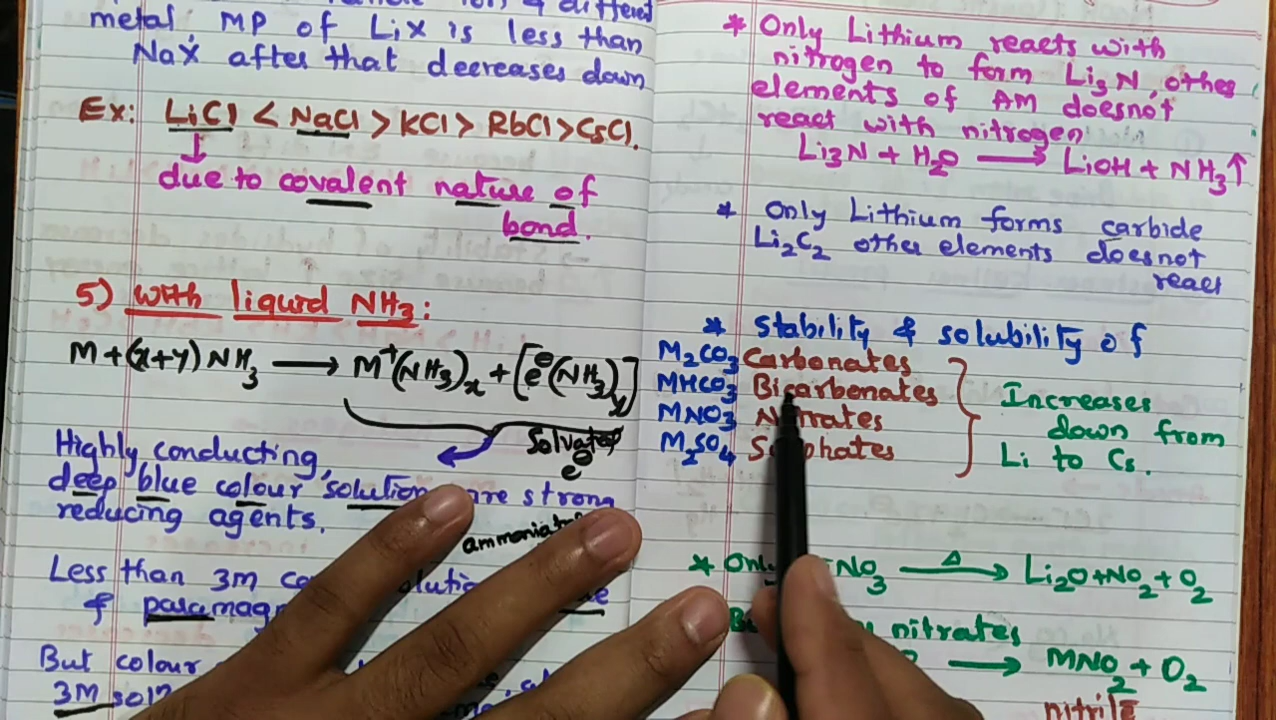 metal. MP of LiX is less than
NaX after that decreases down
Ex: LiCl < NaCl > KCl > RbCl > CsCl.
due to covalent nature of
bond.
5) With liquid NH3:
M + (x+y) NH3 → M+(NH3)x + [e(NH3)y]
Solvated
e
Highly conducting,
deep blue colour solution are strong
reducing agents.
ammoniat
Less than 3M
& paramag
But colour
3M
* Only Lithium reacts with
nitrogen to form Li3N, other
elements of AM doesnot
react with nitrogen
Li3N + H2O → LiOH + NH3↑
* Only Lithium forms carbide
Li2C2 other elements doesnot
react
* Stability & solubility of
M2CO3 Carbonates
MHCO3 Bicarbonates
MNO3 Nitrates
M2SO4 Sulphates
Increases
down from
Li to Cs.
* Only NO3 —Δ→ Li2O + NO2 + O2
nitrates
→ MNO2 + O2
nitrile